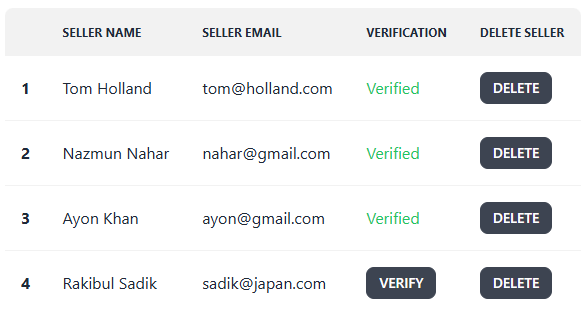 SELLER NAME SELLER EMAIL VERIFICATION DELETE SELLER
1 Tom Holland tom@holland.com Verified DELETE
2 Nazmun Nahar nahar@gmail.com Verified DELETE
3 Ayon Khan ayon@gmail.com Verified DELETE
4 Rakibul Sadik sadik@japan.com VERIFY DELETE